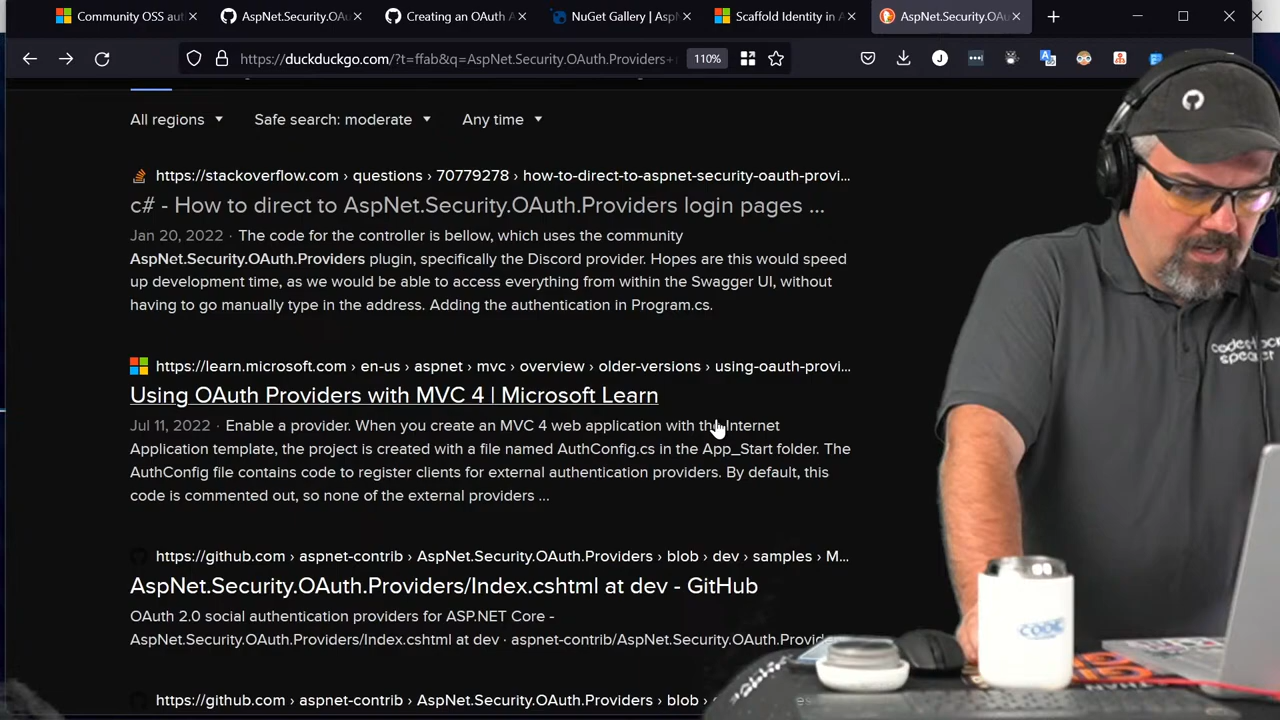 Community OSS aut
AspNet.Security.OAu
Creating an OAuth A
NuGet Gallery | AspN
Scaffold Identity in A
AspNet.Security.OAu
https://duckduckgo.com/?t=ffab&q=AspNet.Security.OAuth.Providers+
110%
J
All regions
Safe search: moderate
Any time
https://stackoverflow.com › questions › 70779278 › how-to-direct-to-aspnet-security-oauth-provi...
c# - How to direct to AspNet.Security.OAuth.Providers login pages ...
Jan 20, 2022 · The code for the controller is bellow, which uses the community
AspNet.Security.OAuth.Providers plugin, specifically the Discord provider. Hopes are this would speed
up development time, as we would be able to access everything from within the Swagger UI, without
having to go manually type in the address. Adding the authentication in Program.cs.
https://learn.microsoft.com › en-us › aspnet › mvc › overview › older-versions › using-oauth-provi...
Using OAuth Providers with MVC 4 | Microsoft Learn
Jul 11, 2022 · Enable a provider. When you create an MVC 4 web application with the Internet
Application template, the project is created with a file named AuthConfig.cs in the App_Start folder. The
AuthConfig file contains code to register clients for external authentication providers. By default, this
code is commented out, so none of the external providers ...
https://github.com › aspnet-contrib › AspNet.Security.OAuth.Providers › blob › dev › samples › M...
AspNet.Security.OAuth.Providers/Index.cshtml at dev - GitHub
OAuth 2.0 social authentication providers for ASP.NET Core -
AspNet.Security.OAuth.Providers/Index.cshtml at dev · aspnet-contrib/AspNet.Security.OAuth.Provide
https://github.com › aspnet-contrib › AspNet.Security.OAuth.Providers › blob ›
speaker
CODE
THAN